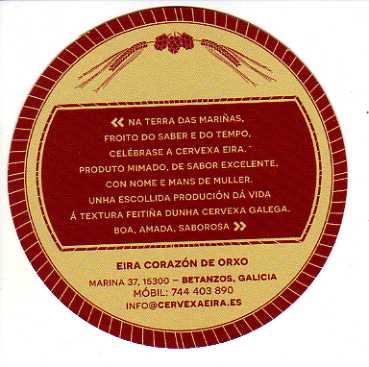 « NA TERRA DAS MARIÑAS,
FROITO DO SABER E DO TEMPO,
CELÉBRASE A CERVEXA EIRA.
PRODUTO MIMADO, DE SABOR EXCELENTE,
CON NOME E MANS DE MULLER.
UNHA ESCOLLIDA PRODUCIÓN DÁ VIDA
Á TEXTURA FEITIÑA DUNHA CERVEXA GALEGA.
BOA, AMADA, SABOROSA »
EIRA CORAZÓN DE ORXO
MARINA 37, 15300 – BETANZOS, GALICIA
MÓBIL: 744 403 890
INFO@CERVEXAEIRA.ES